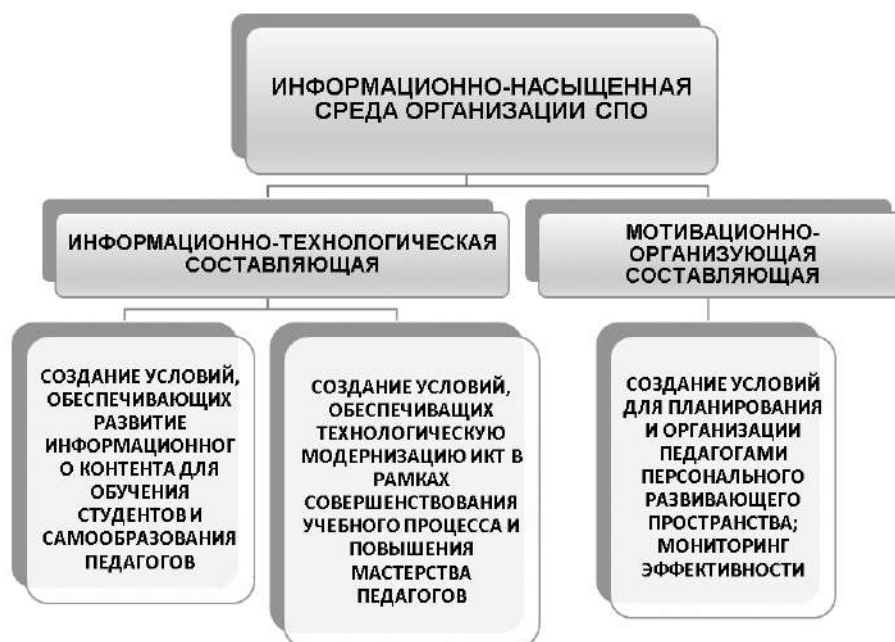 ИНФОРМАЦИОННО-НАСЫЩЕННАЯ
СРЕДА ОРГАНИЗАЦИИ СПО
ИНФОРМАЦИОННО-ТЕХНОЛОГИЧЕСКАЯ
СОСТАВЛЯЮЩАЯ
МОТИВАЦИОННО-
ОРГАНИЗУЮЩАЯ
СОСТАВЛЯЮЩАЯ
СОЗДАНИЕ УСЛОВИЙ,
ОБЕСПЕЧИВАЮЩИХ
РАЗВИТИЕ
ИНФОРМАЦИОННОГ
О КОНТЕНТА ДЛЯ
ОБУЧЕНИЯ
СТУДЕНТОВ И
САМООБРАЗОВАНИЯ
ПЕДАГОГОВ
СОЗДАНИЕ УСЛОВИЙ,
ОБЕСПЕЧИВАЩИХ
ТЕХНОЛОГИЧЕСКУЮ
МОДЕРНИЗАЦИЮ ИКТ В
РАМКАХ
СОВЕРШЕНСТВОВАНИЯ
УЧЕБНОГО ПРОЦЕССА И
ПОВЫШЕНИЯ
МАСТЕРСТВА
ПЕДАГОГОВ
СОЗДАНИЕ УСЛОВИЙ
ДЛЯ ПЛАНИРОВАНИЯ
И ОРГАНИЗАЦИИ
ПЕДАГОГАМИ
ПЕРСОНАЛЬНОГО
РАЗВИВАЮЩЕГО
ПРОСТРАНСТВА;
МОНИТОРИНГ
ЭФФЕКТИВНОСТИ